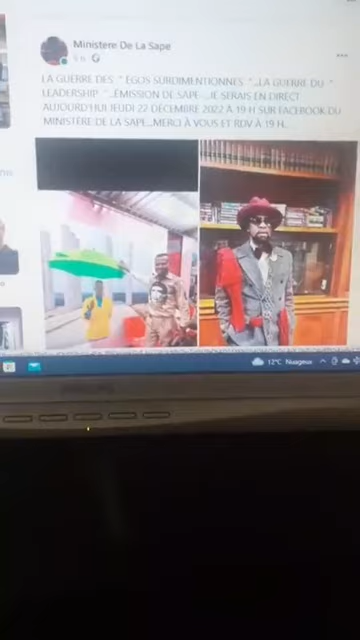 Ministere De La Sape
5 h
LA GUERRE DES " EGOS SURDIMENTIONNES "...LA GUERRE DU "
LEADERSHIP "...ÉMISSION DE SAPE...JE SERAIS EN DIRECT
AUJOURD'HUI JEUDI 22 DÉCEMBRE 2022 À 19 H SUR FACEBOOK DU
MINISTÈRE DE LA SAPE...MERCI À VOUS ET RDV À 19 H..
12°C Nuageux